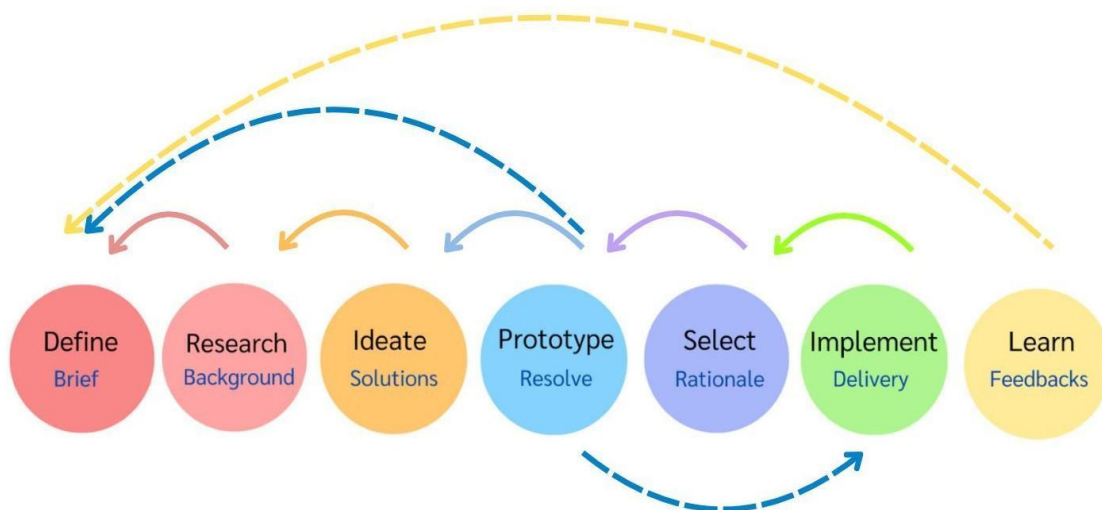 Define
Brief
Research
Background
Ideate
Solutions
Prototype
Resolve
Select
Rationale
Implement
Delivery
Learn
Feedbacks